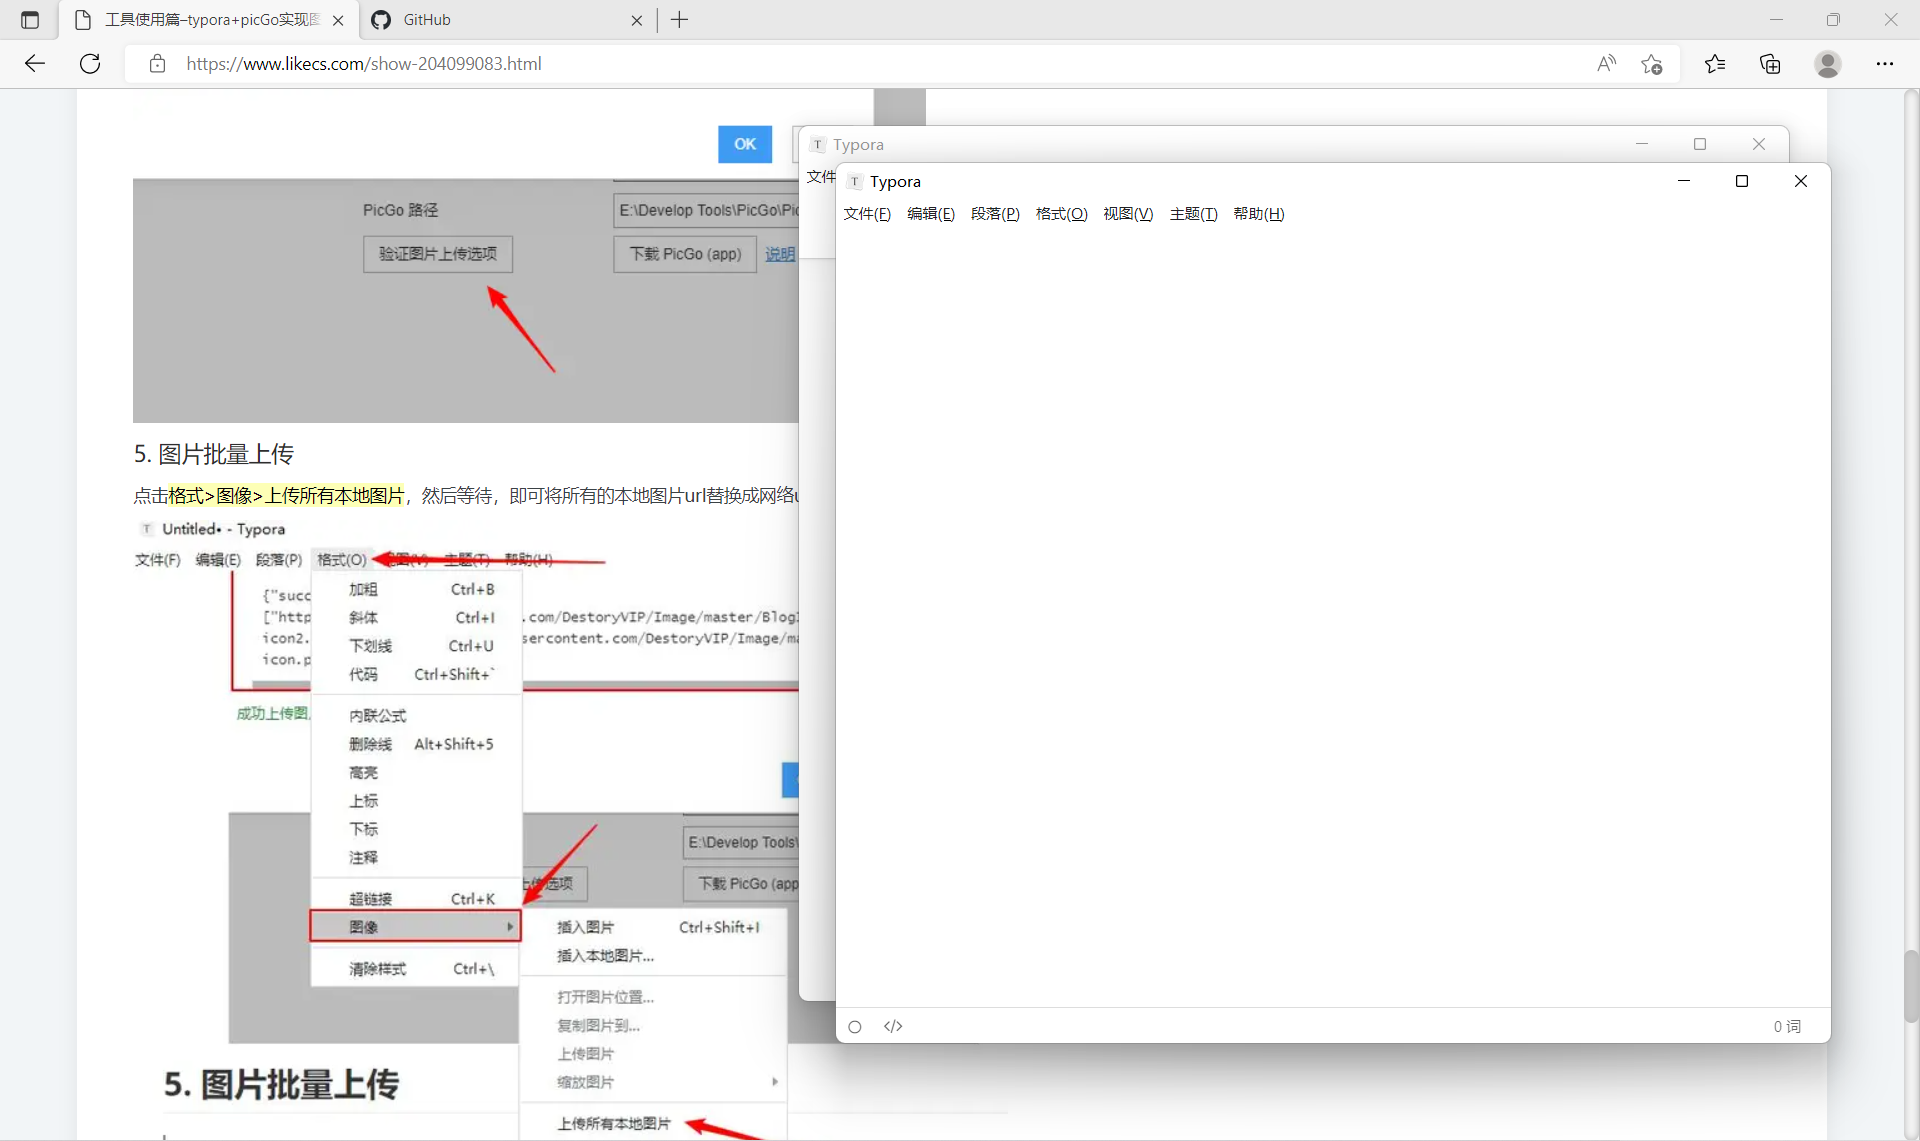 工具使用篇–typora+picGo实现图
GitHub
https://www.likecs.com/show-204099083.html
OK
Typora
文件
Typora
文件(F) 编辑(E) 段落(P) 格式(O) 视图(V) 主题(T) 帮助(H)
PicGo 路径
E:\Develop Tools\PicGo\Pic
验证图片上传选项
下载 PicGo (app)
说明
5. 图片批量上传
点击格式>图像>上传所有本地图片，然后等待，即可将所有的本地图片url替换成网络u
Untitled• - Typora
文件(F) 编辑(E) 段落(P) 格式(O) 视图(V) 主题(T) 帮助(H)
加粗 Ctrl+B
斜体 Ctrl+I
下划线 Ctrl+U
代码 Ctrl+Shift+`
内联公式
删除线 Alt+Shift+5
高亮
上标
下标
注释
超链接 Ctrl+K
图像
清除样式 Ctrl+\
{"succ
["http
.com/DestoryVIP/Image/master/Blog
icon2.
sercontent.com/DestoryVIP/Image/ma
icon.p
成功上传图
E:\Develop Tools\
上传选项
下载 PicGo (app
插入图片 Ctrl+Shift+I
插入本地图片...
打开图片位置...
复制图片到...
上传图片
缩放图片
上传所有本地图片
5. 图片批量上传
0 词